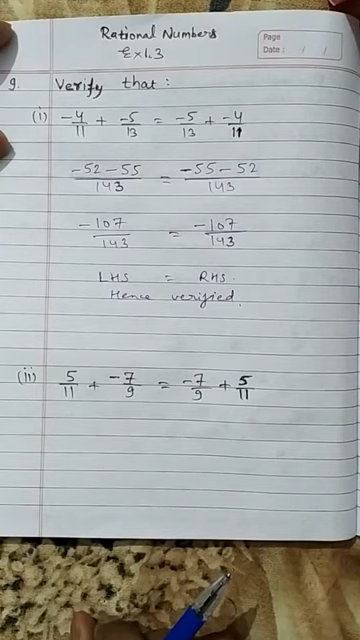 Rational Numbers
Ex 1.3
Page
Date : / /
9. Verify that :
(i) -4/11 + -5/13 = -5/13 + -4/11
-52-55/143 = -55-52/143
-107/143 = -107/143
LHS = RHS.
Hence verified.
(ii) 5/11 + -7/9 = -7/9 + 5/11